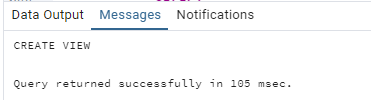 Data Output Messages Notifications
CREATE VIEW
Query returned successfully in 105 msec.